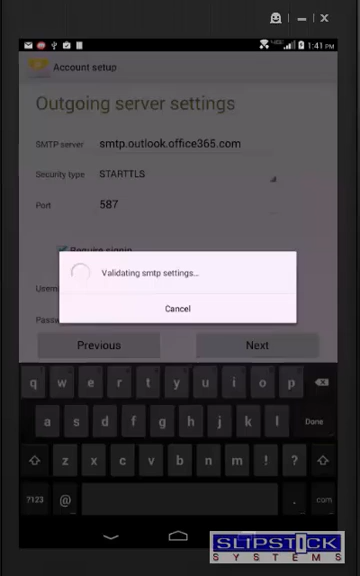 1:41 PM
Account setup
Outgoing server settings
SMTP server smtp.outlook.office365.com
Security type STARTTLS
Port 587
Require signin
Validating smtp settings...
Cancel
Previous Next
q w e r t y u i o p
a s d f g h j k l Done
z x c v b n m ! ?
?123 @ . .com
SLIPSTICK
SYSTEMS